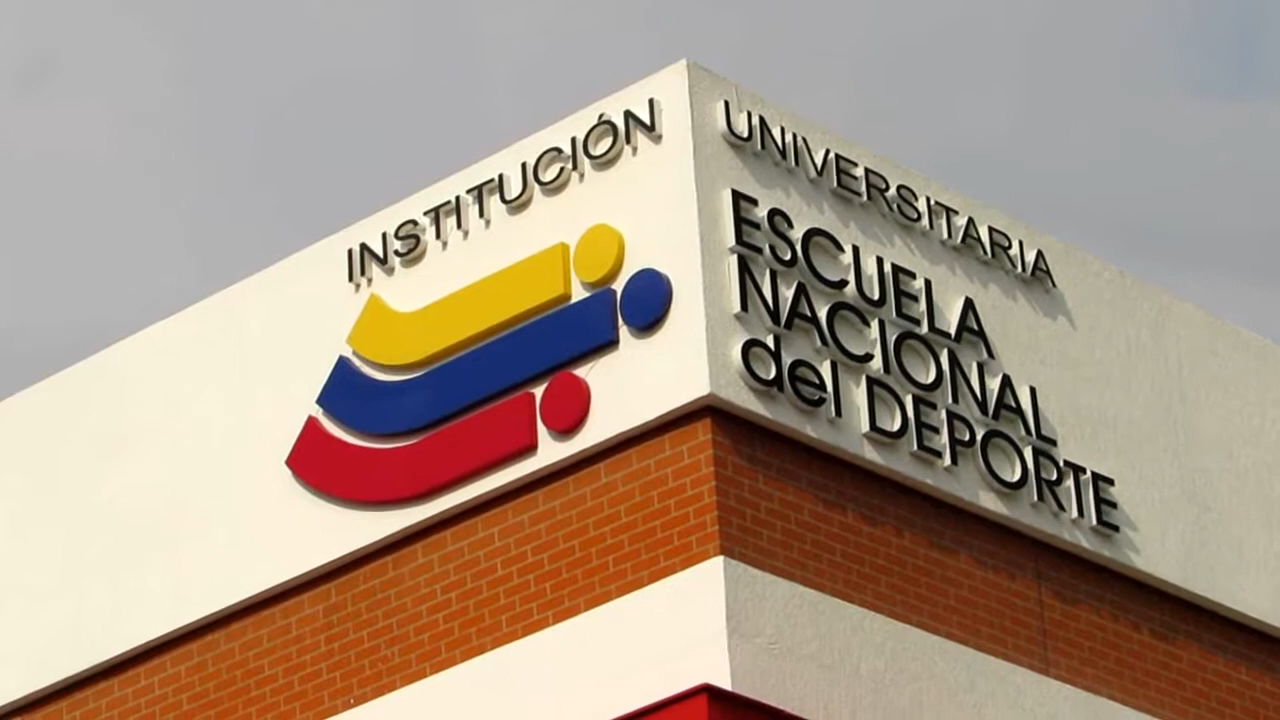 INSTITUCIÓN
UNIVERSITARIA
ESCUELA
NACIONAL
del DEPORTE